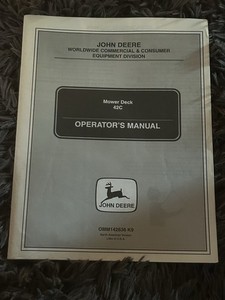 JOHN DEERE
WORLDWIDE COMMERCIAL & CONSUMER
EQUIPMENT DIVISION
Mower Deck
42C
OPERATOR'S MANUAL
JOHN DEERE